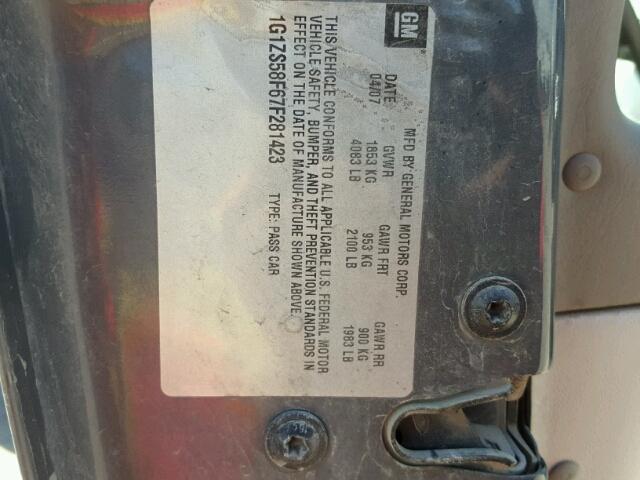 GM
MFD BY GENERAL MOTORS CORP.
DATE GVWR GAWR FRT GAWR RR
04/07 1853 KG 953 KG 900 KG
4083 LB 2100 LB 1983 LB
THIS VEHICLE CONFORMS TO ALL APPLICABLE U.S. FEDERAL MOTOR
VEHICLE SAFETY, BUMPER, AND THEFT PREVENTION STANDARDS IN
EFFECT ON THE DATE OF MANUFACTURE SHOWN ABOVE.
1G1ZS58F67F281423 TYPE: PASS CAR